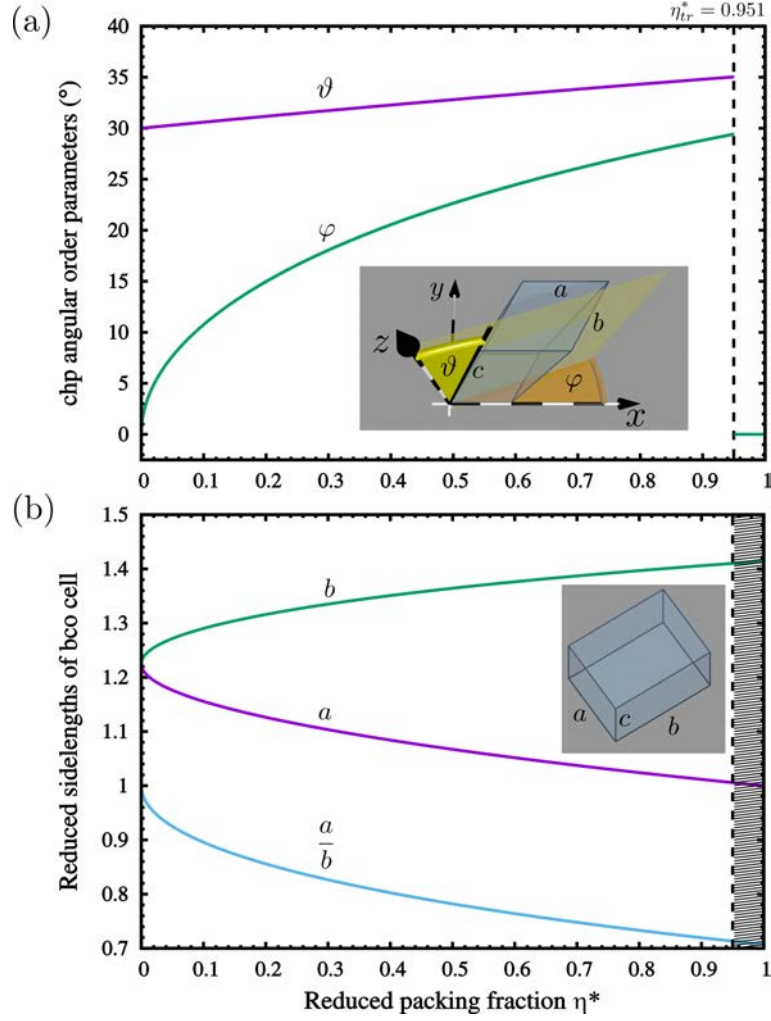 (a)
η*tr = 0.951
40
35
30
25
20
15
10
5
0
chp angular order parameters (°)
ϑ
φ
y
z
x
a
b
c
ϑ
φ
0 0.1 0.2 0.3 0.4 0.5 0.6 0.7 0.8 0.9 1
(b)
1.5
1.4
1.3
1.2
1.1
1
0.9
0.8
0.7
Reduced sidelengths of bco cell
b
a
a
b
a c b
0 0.1 0.2 0.3 0.4 0.5 0.6 0.7 0.8 0.9 1
Reduced packing fraction η*